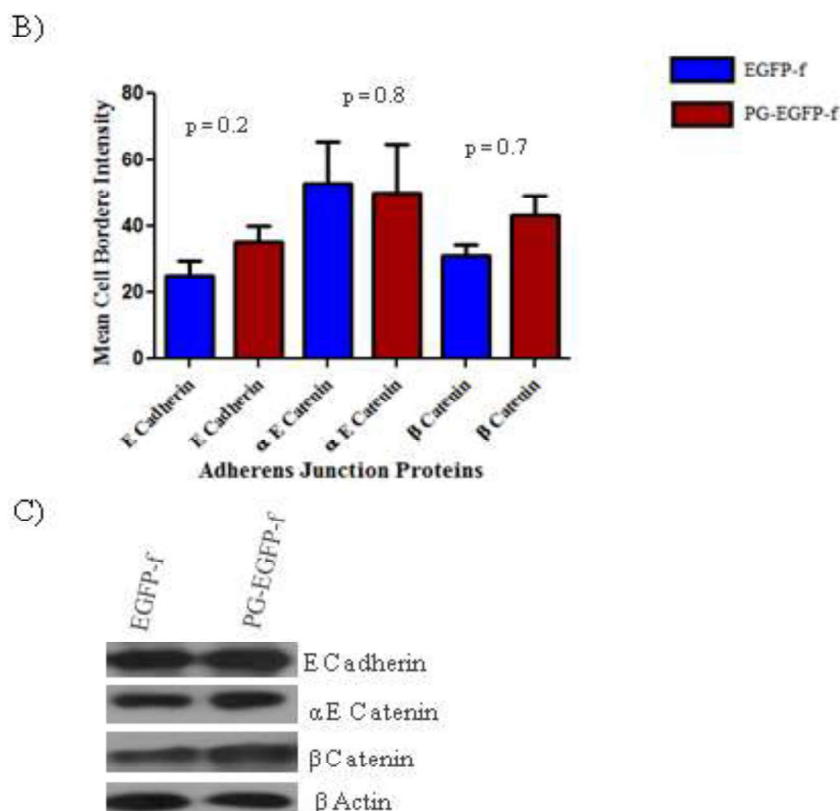 B)
EGFP-f
PG-EGFP-f
80
60
40
20
0
Mean Cell Bordere Intensity
p = 0.2
p = 0.8
p = 0.7
E Cadherin
E Cadherin
α E Catenin
α E Catenin
β Catenin
β Catenin
Adherens Junction Proteins
C)
EGFP-f
PG-EGFP-f
E Cadherin
αE Catenin
β Catenin
β Actin